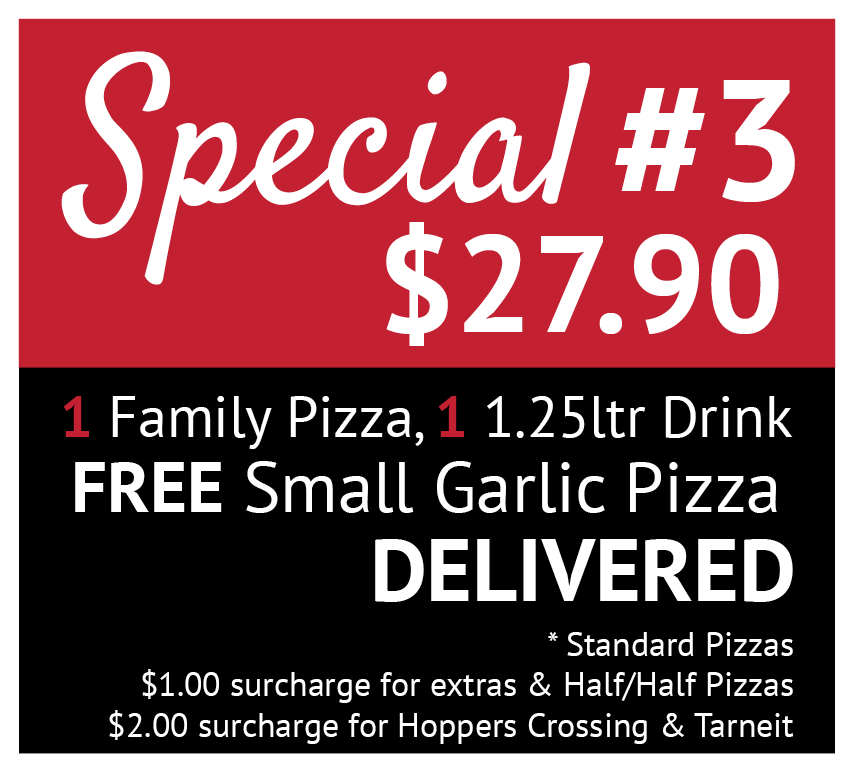 Special #3
$27.90
1 Family Pizza, 1 1.25ltr Drink
FREE Small Garlic Pizza
DELIVERED
* Standard Pizzas
$1.00 surcharge for extras & Half/Half Pizzas
$2.00 surcharge for Hoppers Crossing & Tarneit